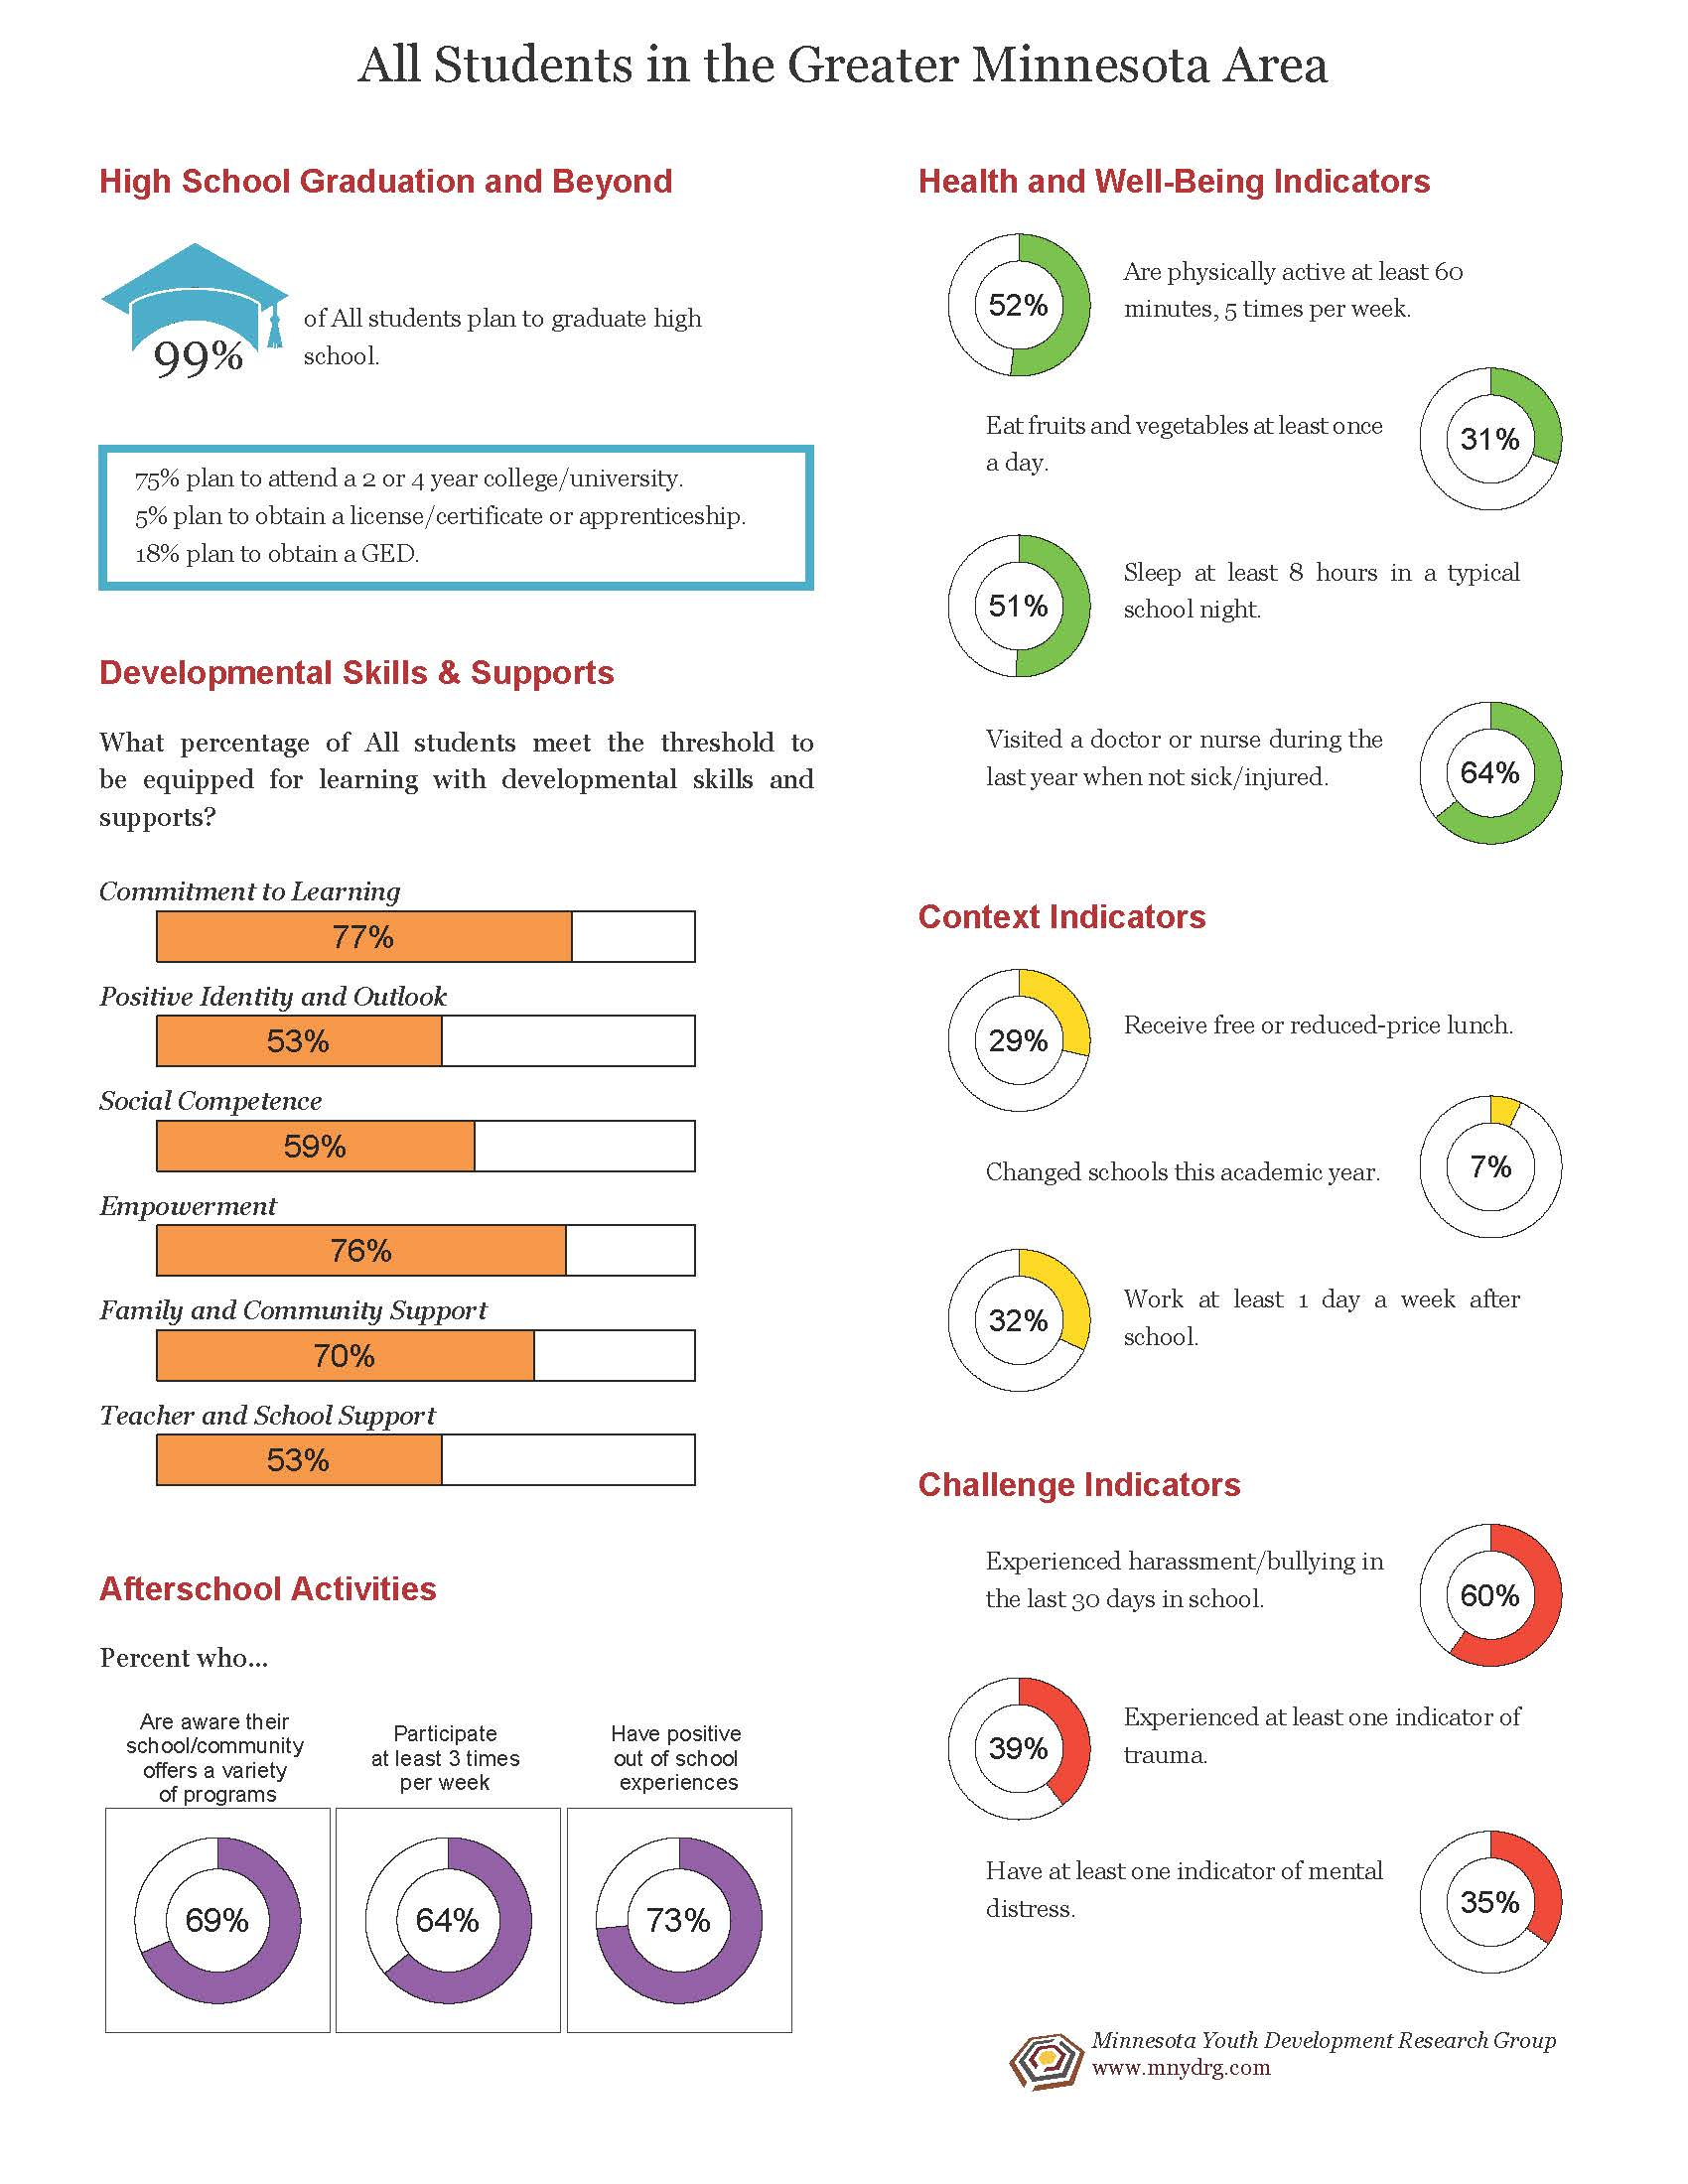 All Students in the Greater Minnesota Area
High School Graduation and Beyond
99%
of All students plan to graduate high
school.
75% plan to attend a 2 or 4 year college/university.
5% plan to obtain a license/certificate or apprenticeship.
18% plan to obtain a GED.
Developmental Skills & Supports
What percentage of All students meet the threshold to
be equipped for learning with developmental skills and
supports?
Commitment to Learning
77%
Positive Identity and Outlook
53%
Social Competence
59%
Empowerment
76%
Family and Community Support
70%
Teacher and School Support
53%
Afterschool Activities
Percent who...
Are aware their
school/community
offers a variety
of programs
69%
Participate
at least 3 times
per week
64%
Have positive
out of school
experiences
73%
Health and Well-Being Indicators
52%
Are physically active at least 60
minutes, 5 times per week.
Eat fruits and vegetables at least once
a day.
31%
51%
Sleep at least 8 hours in a typical
school night.
Visited a doctor or nurse during the
last year when not sick/injured.
64%
Context Indicators
29%
Receive free or reduced-price lunch.
Changed schools this academic year.
7%
32%
Work at least 1 day a week after
school.
Challenge Indicators
Experienced harassment/bullying in
the last 30 days in school.
60%
39%
Experienced at least one indicator of
trauma.
Have at least one indicator of mental
distress.
35%
Minnesota Youth Development Research Group
www.mnydrg.com